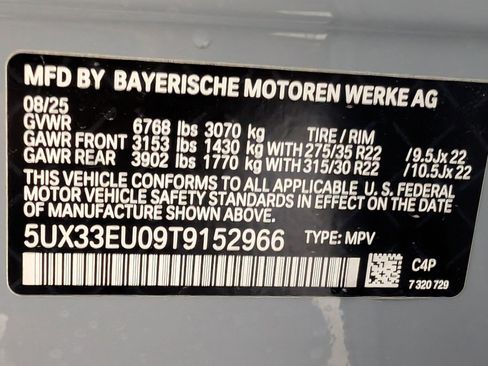 MFD BY BAYERISCHE MOTOREN WERKE AG
08/25
GVWR 6768 lbs 3070 kg TIRE / RIM
GAWR FRONT 3153 lbs 1430 kg WITH 275/35 R22 /9.5Jx22
GAWR REAR 3902 lbs 1770 kg WITH 315/30 R22 /10.5Jx22
THIS VEHICLE CONFORMS TO ALL APPLICABLE U. S. FEDERAL
MOTOR VEHICLE SAFETY STANDARDS IN EFFECT ON THE
DATE OF MANUFACTURE SHOWN ABOVE.
5UX33EU09T9152966 TYPE: MPV
C4P
7 320 729